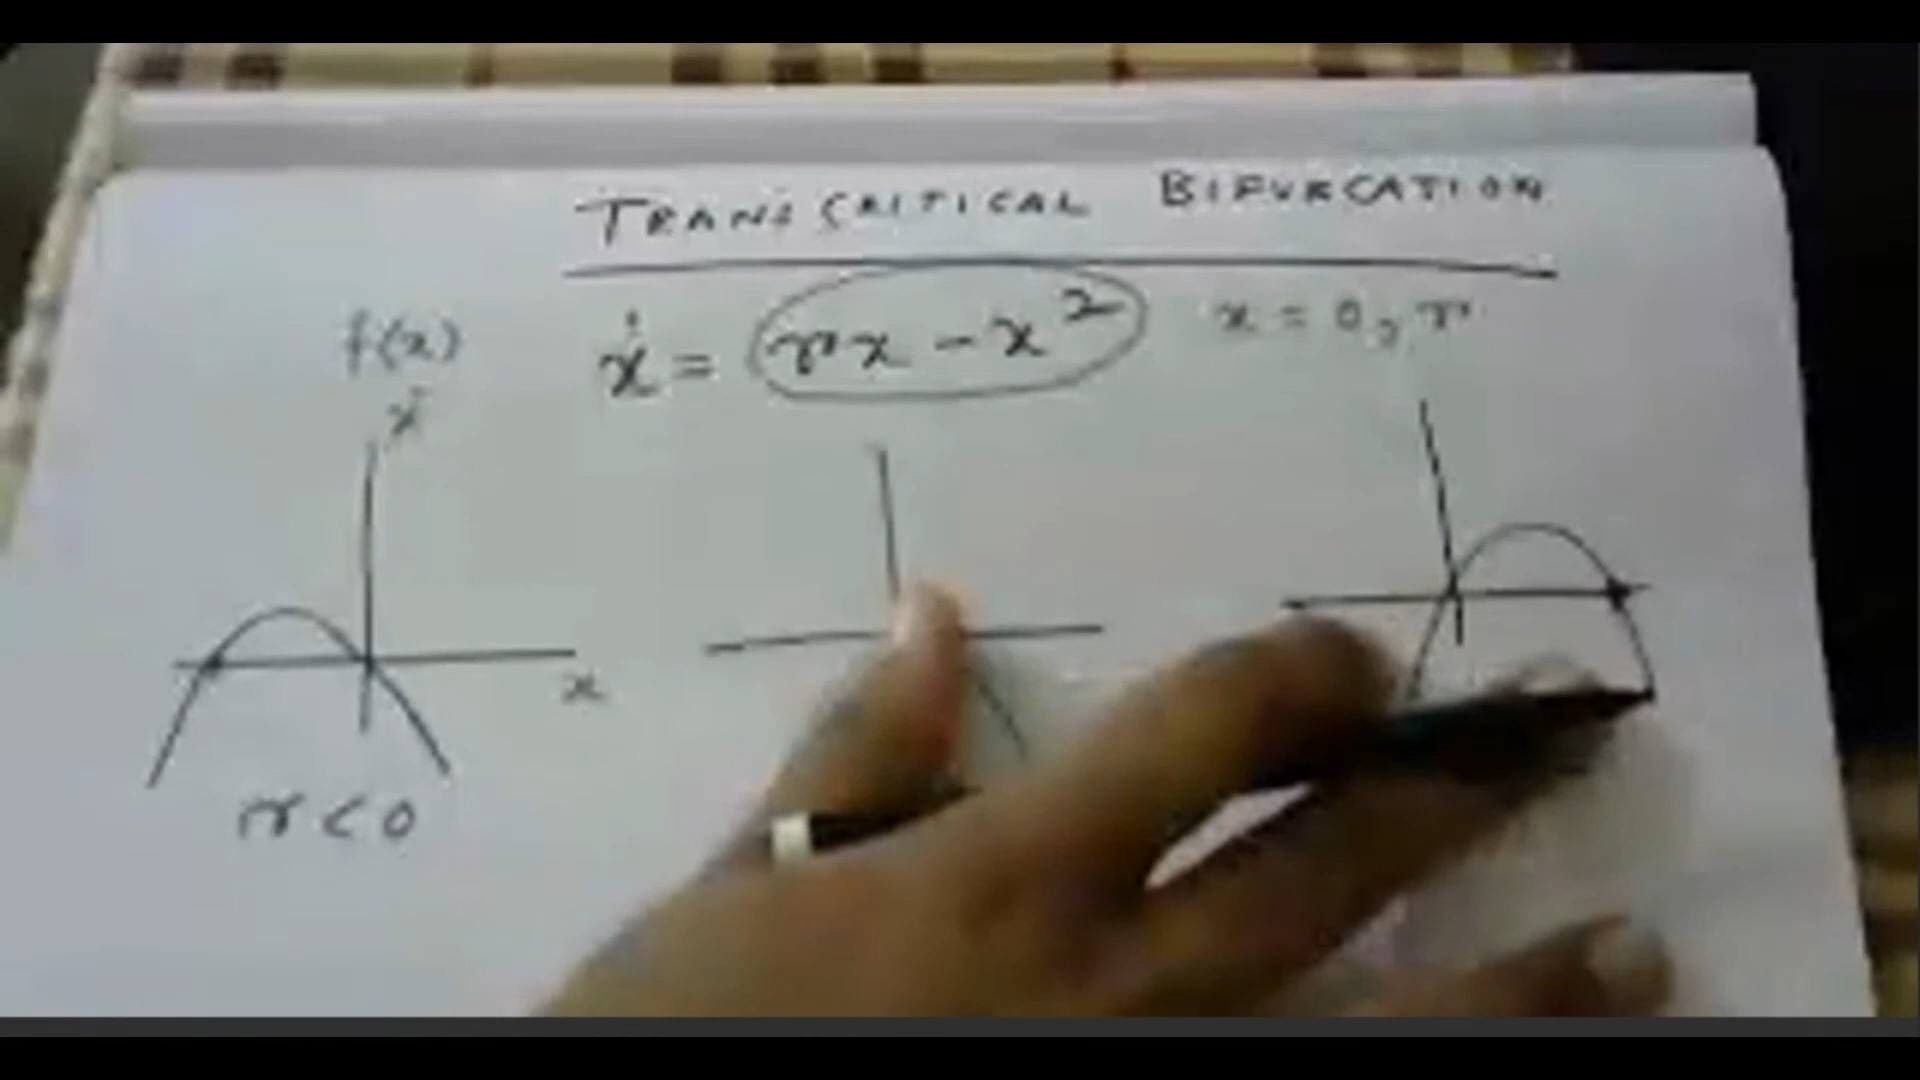 TRANSCRITICAL BIFURCATION
f(x) ẋ = rx - x² x = 0, r
ẋ
x
r < 0